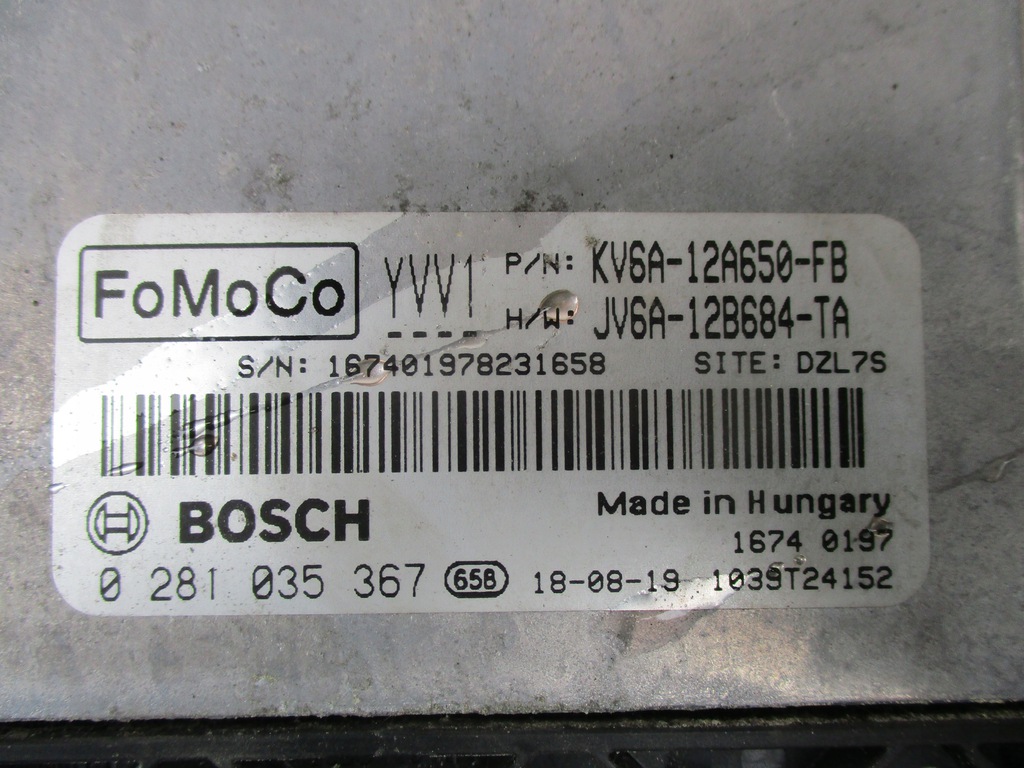 FoMoCo YVV1 P/N: KV6A-12A650-FB
H/W: JV6A-12B684-TA
S/N: 167401978231658 SITE: DZL7S
BOSCH Made in Hungary
1674 0197
0 281 035 367 658 18-08-19 1039T24152